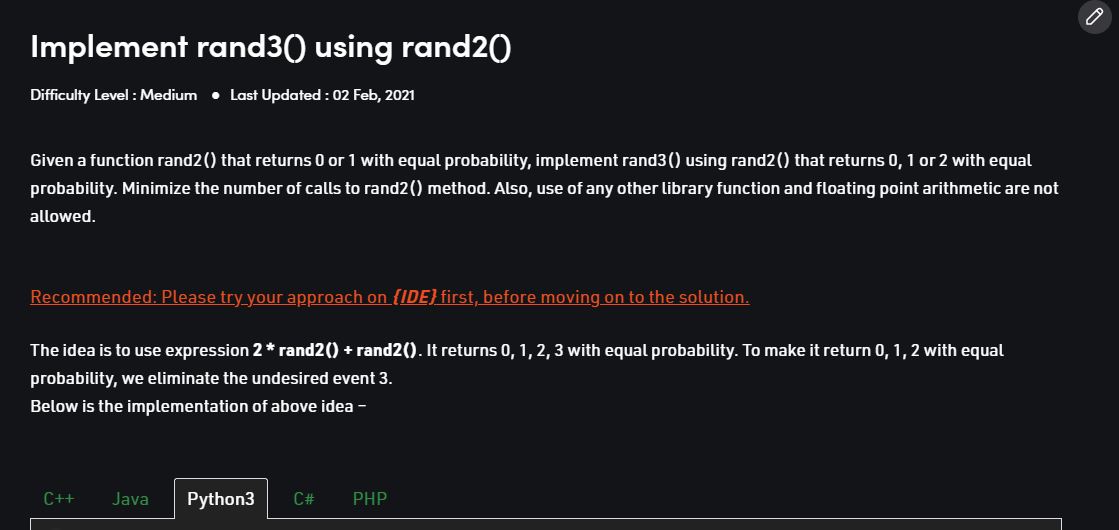 Implement rand3() using rand2()
Difficulty Level : Medium ● Last Updated : 02 Feb, 2021
Given a function rand2() that returns 0 or 1 with equal probability, implement rand3() using rand2() that returns 0, 1 or 2 with equal
probability. Minimize the number of calls to rand2() method. Also, use of any other library function and floating point arithmetic are not
allowed.
Recommended: Please try your approach on {IDE} first, before moving on to the solution.
The idea is to use expression 2 * rand2() + rand2(). It returns 0, 1, 2, 3 with equal probability. To make it return 0, 1, 2 with equal
probability, we eliminate the undesired event 3.
Below is the implementation of above idea –
C++ Java Python3 C# PHP